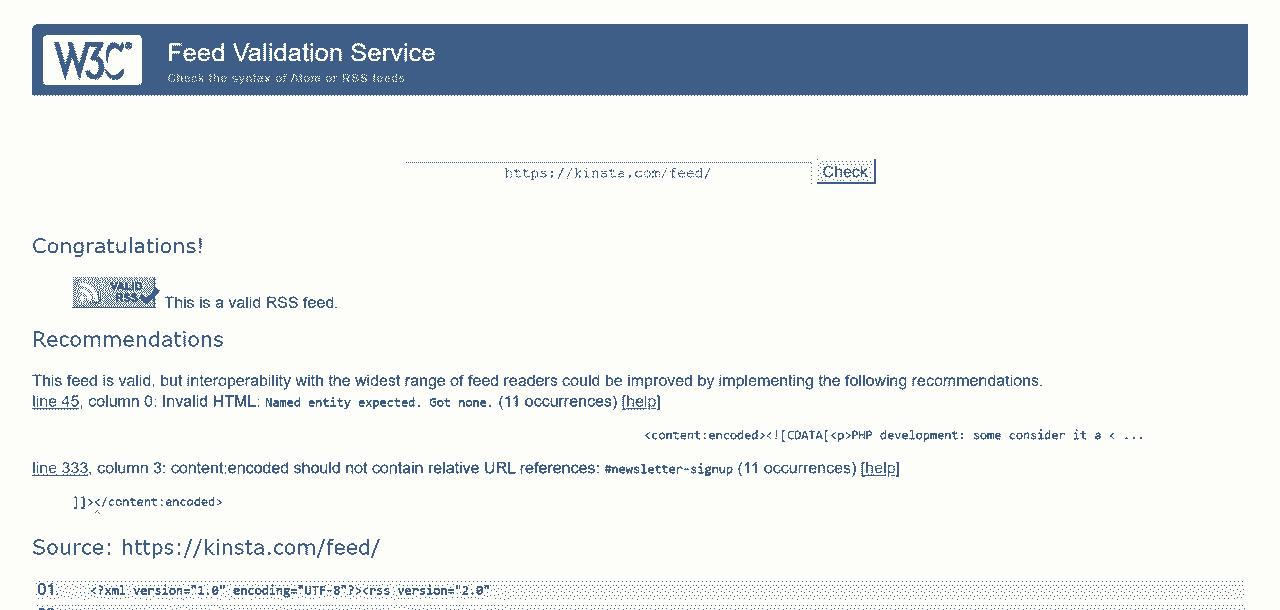 W3C®
Feed Validation Service
Check the syntax of Atom or RSS feeds
https://kinsta.com/feed/ Check
Congratulations!
VALID
RSS
This is a valid RSS feed.
Recommendations
This feed is valid, but interoperability with the widest range of feed readers could be improved by implementing the following recommendations.
line 45, column 0: Invalid HTML: Named entity expected. Got none. (11 occurrences) [help]
<content:encoded><![CDATA[<p>PHP development: some consider it a < ...
line 333, column 3: content:encoded should not contain relative URL references: #newsletter-signup (11 occurrences) [help]
]]></content:encoded>
^
Source: https://kinsta.com/feed/
01. <?xml version="1.0" encoding="UTF-8"?><rss version="2.0"